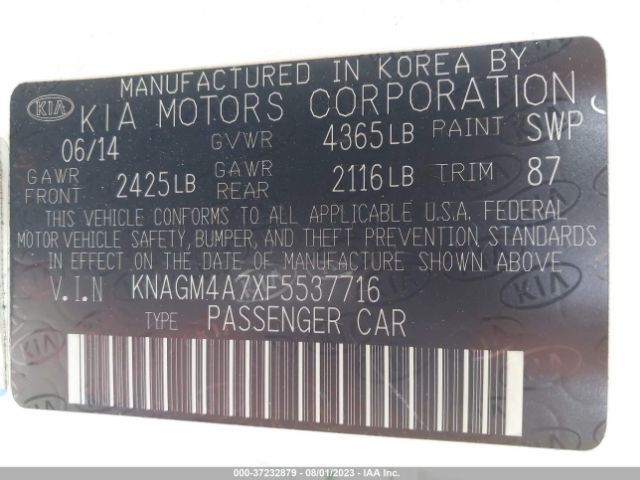 MANUFACTURED IN KOREA BY
KIA KIA MOTORS CORPORATION
06/14 GVWR 4365LB PAINT SWP
GAWR FRONT 2425LB GAWR REAR 2116LB TRIM 87
THIS VEHICLE CONFORMS TO ALL APPLICABLE U.S.A. FEDERAL
MOTOR VEHICLE SAFETY, BUMPER, AND THEFT PREVENTION STANDARDS
IN EFFECT ON THE DATE OF MANUFACTURE SHOWN ABOVE
V.I.N KNAGM4A7XF5537716
TYPE PASSENGER CAR
000-37232879 - 08/01/2023 - IAA Inc.